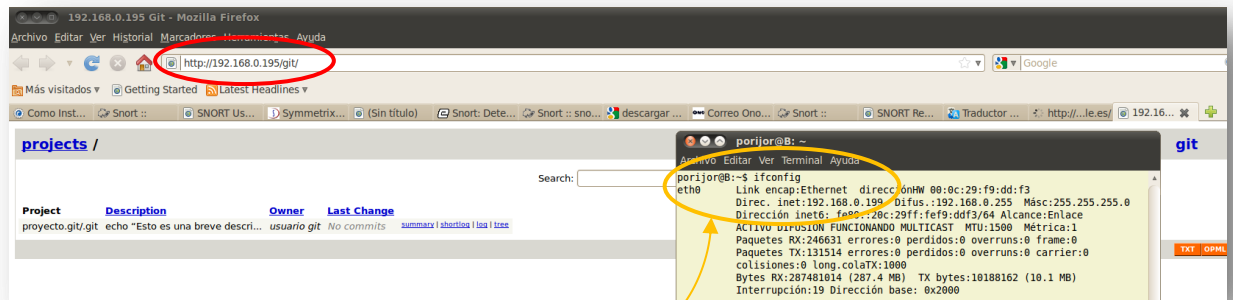 192.168.0.195 Git - Mozilla Firefox
Archivo Editar Ver Historial Marcadores Herramientas Ayuda
http://192.168.0.195/git/
Google
Más visitados Getting Started Latest Headlines
Como Inst... Snort :: SNORT Us... Symmetrix... (Sin título) Snort: Dete... Snort :: sno... descargar ... Correo Ono... Snort :: SNORT Re... Traductor ... http://...le.es/ 192.16...
projects /
git
Search:
Project Description Owner Last Change
proyecto.git/.git echo "Esto es una breve descri... usuario git No commits summary | shortlog | log | tree
TXT OPML
porijor@B: ~
Archivo Editar Ver Terminal Ayuda
porijor@B:~$ ifconfig
eth0 Link encap:Ethernet direcciónHW 00:0c:29:f9:dd:f3
Direc. inet:192.168.0.199 Difus.:192.168.0.255 Másc:255.255.255.0
Dirección inet6: fe80::20c:29ff:fef9:ddf3/64 Alcance:Enlace
ACTIVO DIFUSIÓN FUNCIONANDO MULTICAST MTU:1500 Métrica:1
Paquetes RX:246631 errores:0 perdidos:0 overruns:0 frame:0
Paquetes TX:131514 errores:0 perdidos:0 overruns:0 carrier:0
colisiones:0 long.colaTX:1000
Bytes RX:287481014 (287.4 MB) TX bytes:10188162 (10.1 MB)
Interrupción:19 Dirección base: 0x2000